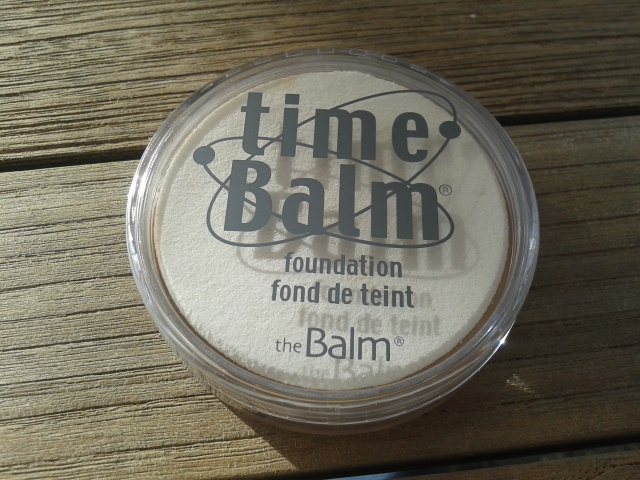 time
Balm®
foundation
fond de teint
theBalm®